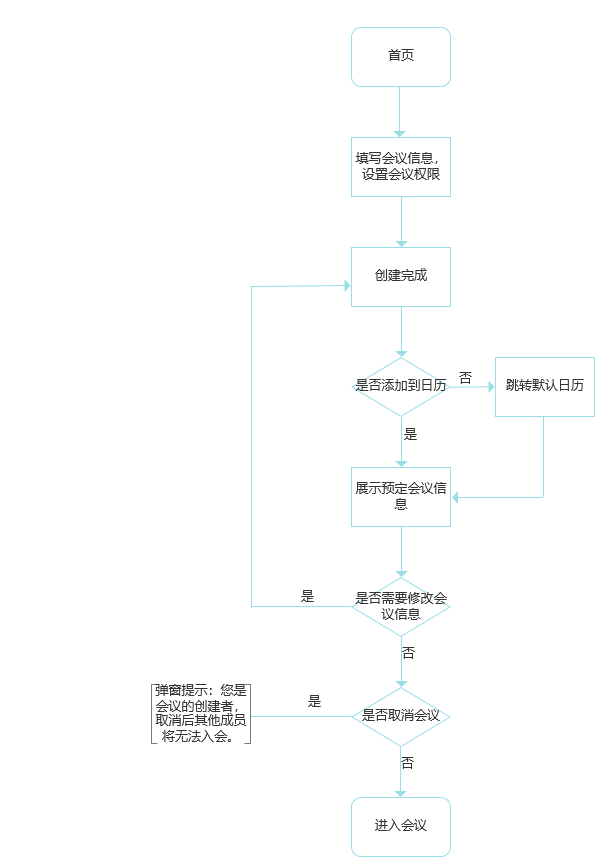 首页
填写会议信息，
设置会议权限
创建完成
是否添加到日历
否
跳转默认日历
是
展示预定会议信
息
是否需要修改会
议信息
是
否
弹窗提示：您是
会议的创建者，
取消后其他成员
将无法入会。
是
是否取消会议
否
进入会议